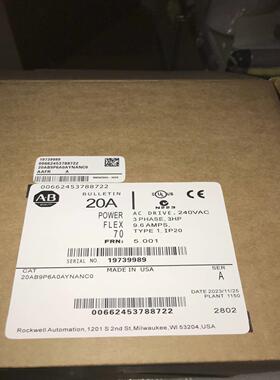 19739989
00662453788722
20AB9P6A0AYNANC0
AAFR A
00662453788722
AB
BULLETIN
20A
POWER
FLEX
70
FRN: 5.001
AC DRIVE, 240VAC
3 PHASE, 3HP
9.6 AMPS,
TYPE 1, IP20
SERIAL NO. 19739989
CAT
20AB9P6A0AYNANC0
MADE IN USA
SER
A
DATE 2023/11/25
PLANT 1150
00662453788722
2802
Rockwell Automation, 1201 S 2nd St, Milwaukee, WI 53204, USA